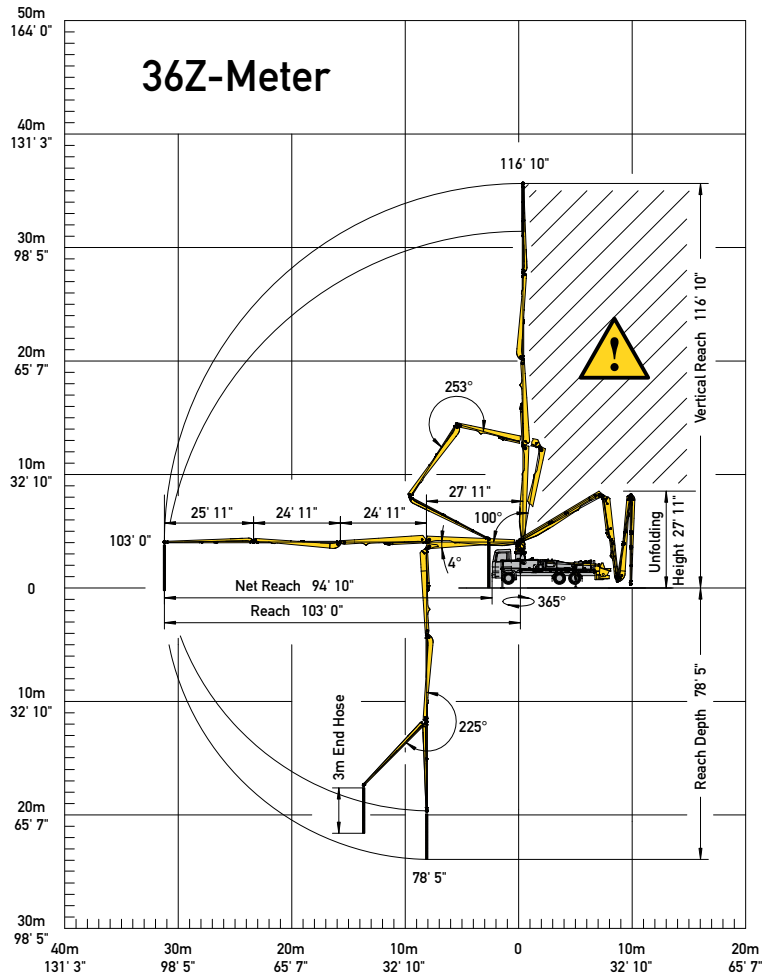 50m
164' 0"
36Z-Meter
40m
131' 3"
116' 10"
30m
98' 5"
Vertical Reach 116' 10"
20m
65' 7"
!
253°
10m
32' 10"
27' 11"
25' 11"
24' 11"
24' 11"
100°
Unfolding
Height 27' 11"
103' 0"
4°
0
Net Reach 94' 10"
365°
Reach 103' 0"
10m
32' 10"
Reach Depth 78' 5"
3m End Hose
225°
20m
65' 7"
78' 5"
30m
98' 5"
40m 30m 20m 10m 0 10m 20m
131' 3" 98' 5" 65' 7" 32' 10" 32' 10" 65' 7"